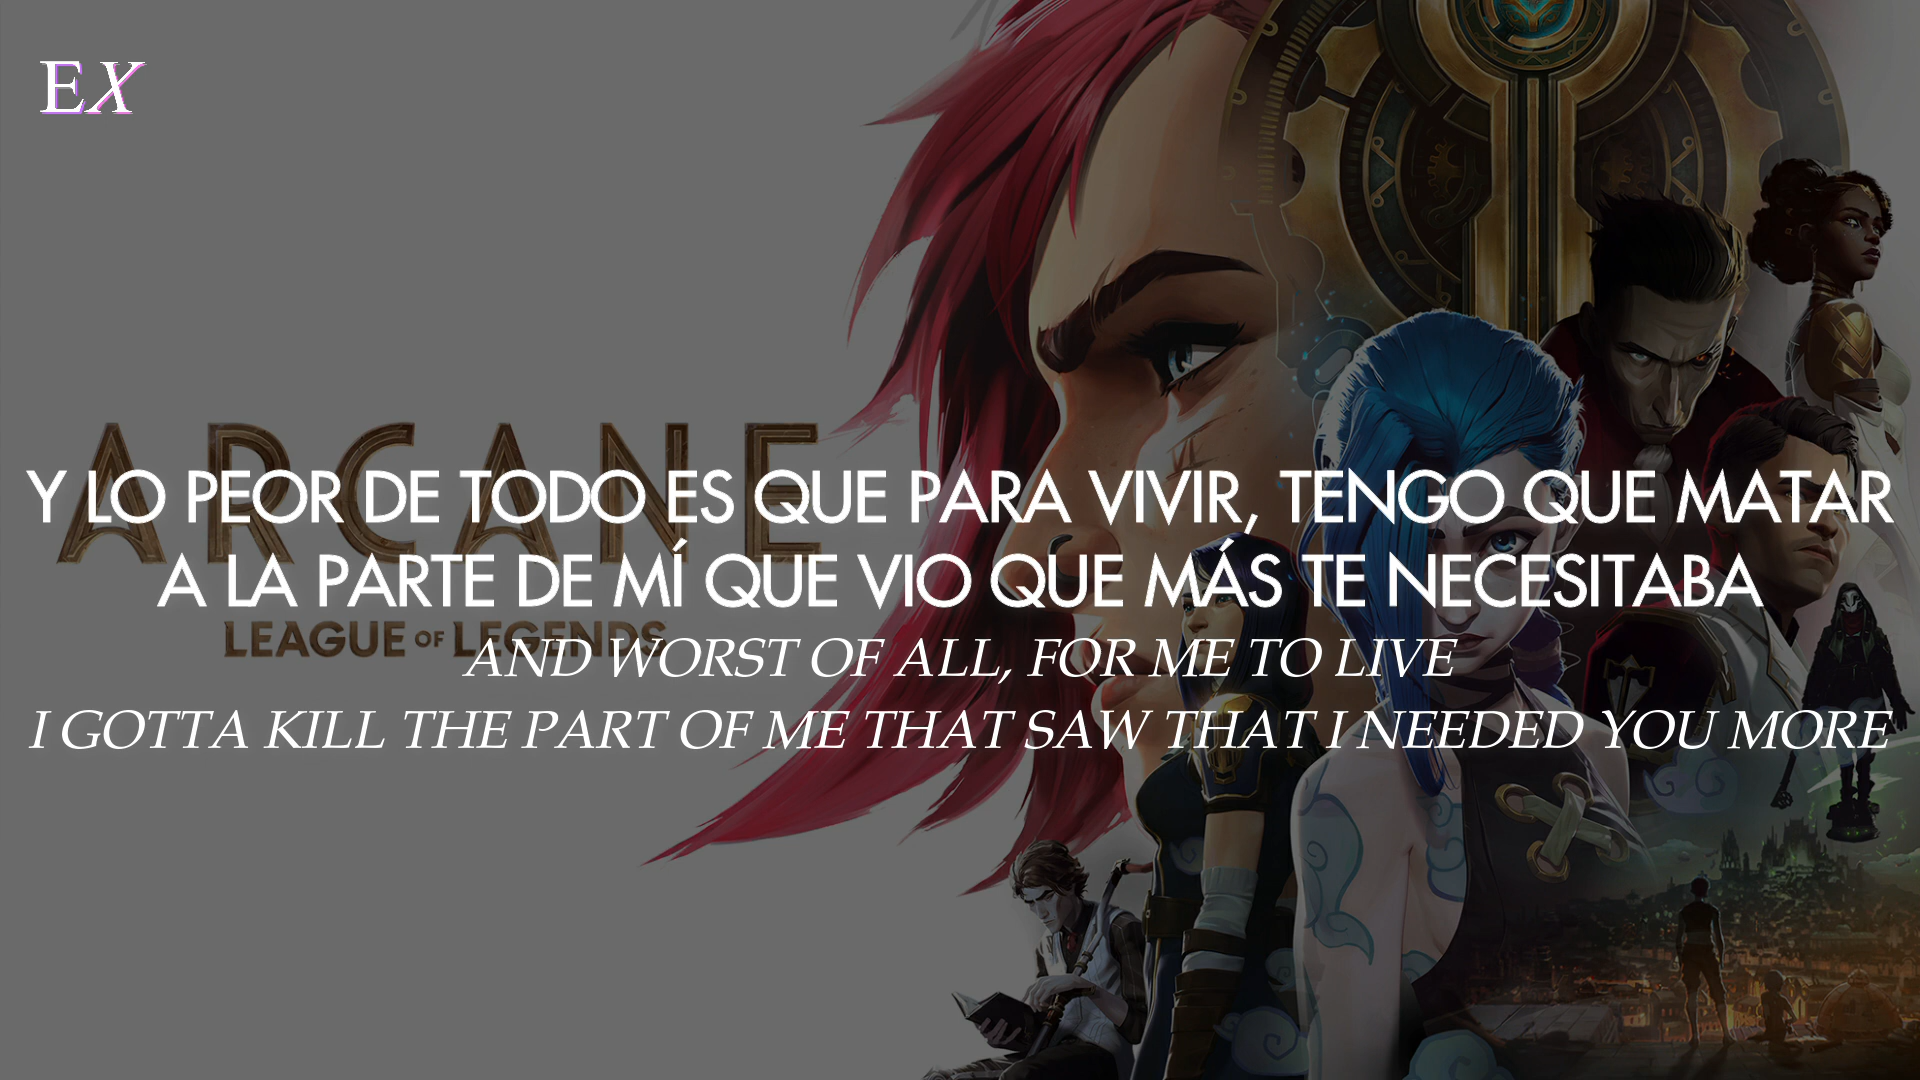 EX
ARCANE
Y LO PEOR DE TODO ES QUE PARA VIVIR, TENGO QUE MATAR
A LA PARTE DE MÍ QUE VIO QUE MÁS TE NECESITABA
LEAGUE OF LEGENDS
AND WORST OF ALL, FOR ME TO LIVE
I GOTTA KILL THE PART OF ME THAT SAW THAT I NEEDED YOU MORE